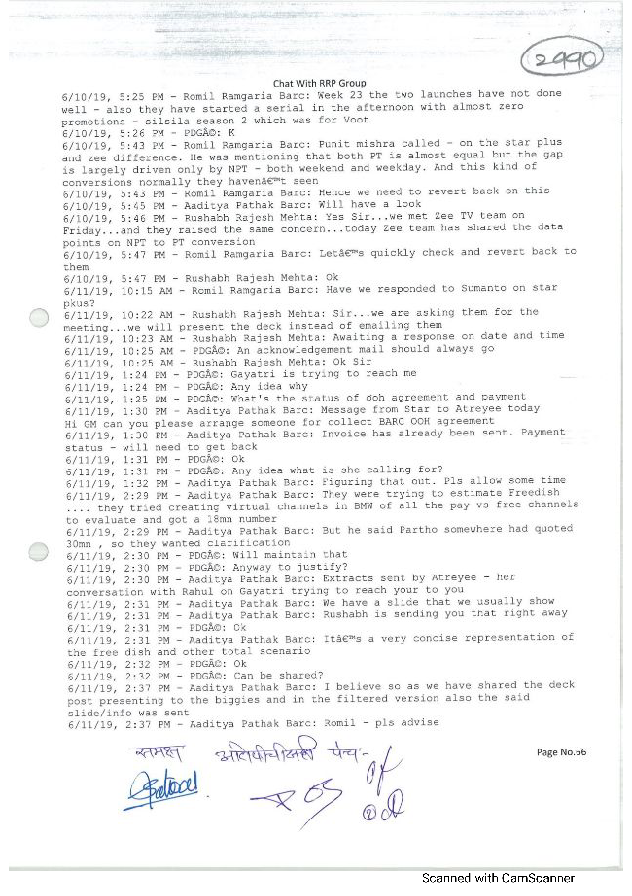 2990
Chat With RRP Group
6/10/19, 5:25 PM - Romil Ramgaria Barc: Week 23 the two launches have not done
well - also they have started a serial in the afternoon with almost zero
promotions - silsila season 2 which was for Voot
6/10/19, 5:26 PM - PDGÂ©: K
6/10/19, 5:43 PM - Romil Ramgaria Barc: Punit mishra called - on the star plus
and zee difference. He was mentioning that both PT is almost equal but the gap
is largely driven only by NPT - both weekend and weekday. And this kind of
conversions normally they havenâ€™t seen
6/10/19, 5:43 PM - Romil Ramgaria Barc: Hence we need to revert back on this
6/10/19, 5:45 PM - Aaditya Pathak Barc: Will have a look
6/10/19, 5:46 PM - Rushabh Rajesh Mehta: Yes Sir...we met Zee TV team on
Friday...and they raised the same concern...today Zee team has shared the data
points on NPT to PT conversion
6/10/19, 5:47 PM - Romil Ramgaria Barc: Letâ€™s quickly check and revert back to
them
6/10/19, 5:47 PM - Rushabh Rajesh Mehta: Ok
6/11/19, 10:15 AM - Romil Ramgaria Barc: Have we responded to Sumanto on star
pkus?
6/11/19, 10:22 AM - Rushabh Rajesh Mehta: Sir...we are asking them for the
meeting...we will present the deck instead of emailing them
6/11/19, 10:23 AM - Rushabh Rajesh Mehta: Awaiting a response on date and time
6/11/19, 10:25 AM - PDGÂ©: An acknowledgement mail should always go
6/11/19, 10:25 AM - Rushabh Rajesh Mehta: Ok Sir
6/11/19, 1:24 PM - PDGÂ©: Gayatri is trying to reach me
6/11/19, 1:24 PM - PDGÂ©: Any idea why
6/11/19, 1:25 PM - PDGÂ©: What's the status of ooh agreement and payment
6/11/19, 1:30 PM - Aaditya Pathak Barc: Message from Star to Atreyee today
Hi GM can you please arrange someone for collect BARC OOH agreement
6/11/19, 1:30 PM - Aaditya Pathak Barc: Invoice has already been sent. Payment
status - will need to get back
6/11/19, 1:31 PM - PDGÂ©: Ok
6/11/19, 1:31 PM - PDGÂ©: Any idea what is she calling for?
6/11/19, 1:32 PM - Aaditya Pathak Barc: Figuring that out. Pls allow some time
6/11/19, 2:29 PM - Aaditya Pathak Barc: They were trying to estimate Freedish
.... they tried creating virtual channels in BMW of all the pay vs free channels
to evaluate and got a 18mn number
6/11/19, 2:29 PM - Aaditya Pathak Barc: But he said Partho somewhere had quoted
30mn , so they wanted clarification
6/11/19, 2:30 PM - PDGÂ©: Will maintain that
6/11/19, 2:30 PM - PDGÂ©: Anyway to justify?
6/11/19, 2:30 PM - Aaditya Pathak Barc: Extracts sent by Atreyee - her
conversation with Rahul on Gayatri trying to reach your to you
6/11/19, 2:31 PM - Aaditya Pathak Barc: We have a slide that we usually show
6/11/19, 2:31 PM - Aaditya Pathak Barc: Rushabh is sending you that right away
6/11/19, 2:31 PM - PDGÂ©: Ok
6/11/19, 2:31 PM - Aaditya Pathak Barc: Itâ€™s a very concise representation of
the free dish and other total scenario
6/11/19, 2:32 PM - PDGÂ©: Ok
6/11/19, 2:32 PM - PDGÂ©: Can be shared?
6/11/19, 2:37 PM - Aaditya Pathak Barc: I believe so as we have shared the deck
post presenting to the biggies and in the filtered version also the said
slide/info was sent
6/11/19, 2:37 PM - Aaditya Pathak Barc: Romil - pls advise
समक्ष पंच:-
Page No.56
Scanned with CamScanner